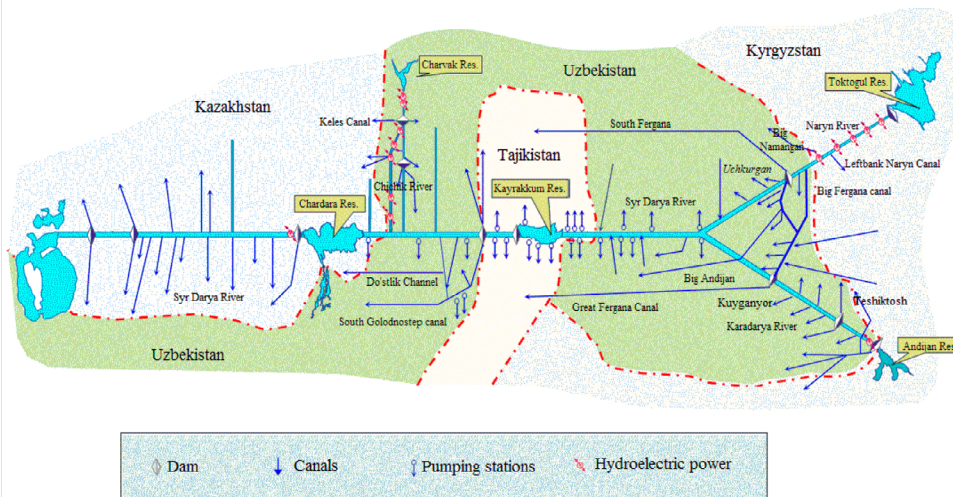 Kyrgyzstan
Charvak Res.
Uzbekistan
Toktogul Res.
Kazakhstan
Keles Canal
South Fergana
Naryn River
Big
Namangan
Tajikistan
Leftbank Naryn Canal
Uchkurgan
Chichik River
Kayrakkum Res.
Big Fergana canal
Chardara Res.
Syr Darya River
Do'stlik Channel
Big Andijan
Syr Darya River
Great Fergana Canal
Kuyganyor
Teshiktosh
South Golodnostep canal
Karadarya River
Uzbekistan
Andijan Res
Dam
Canals
Pumping stations
Hydroelectric power